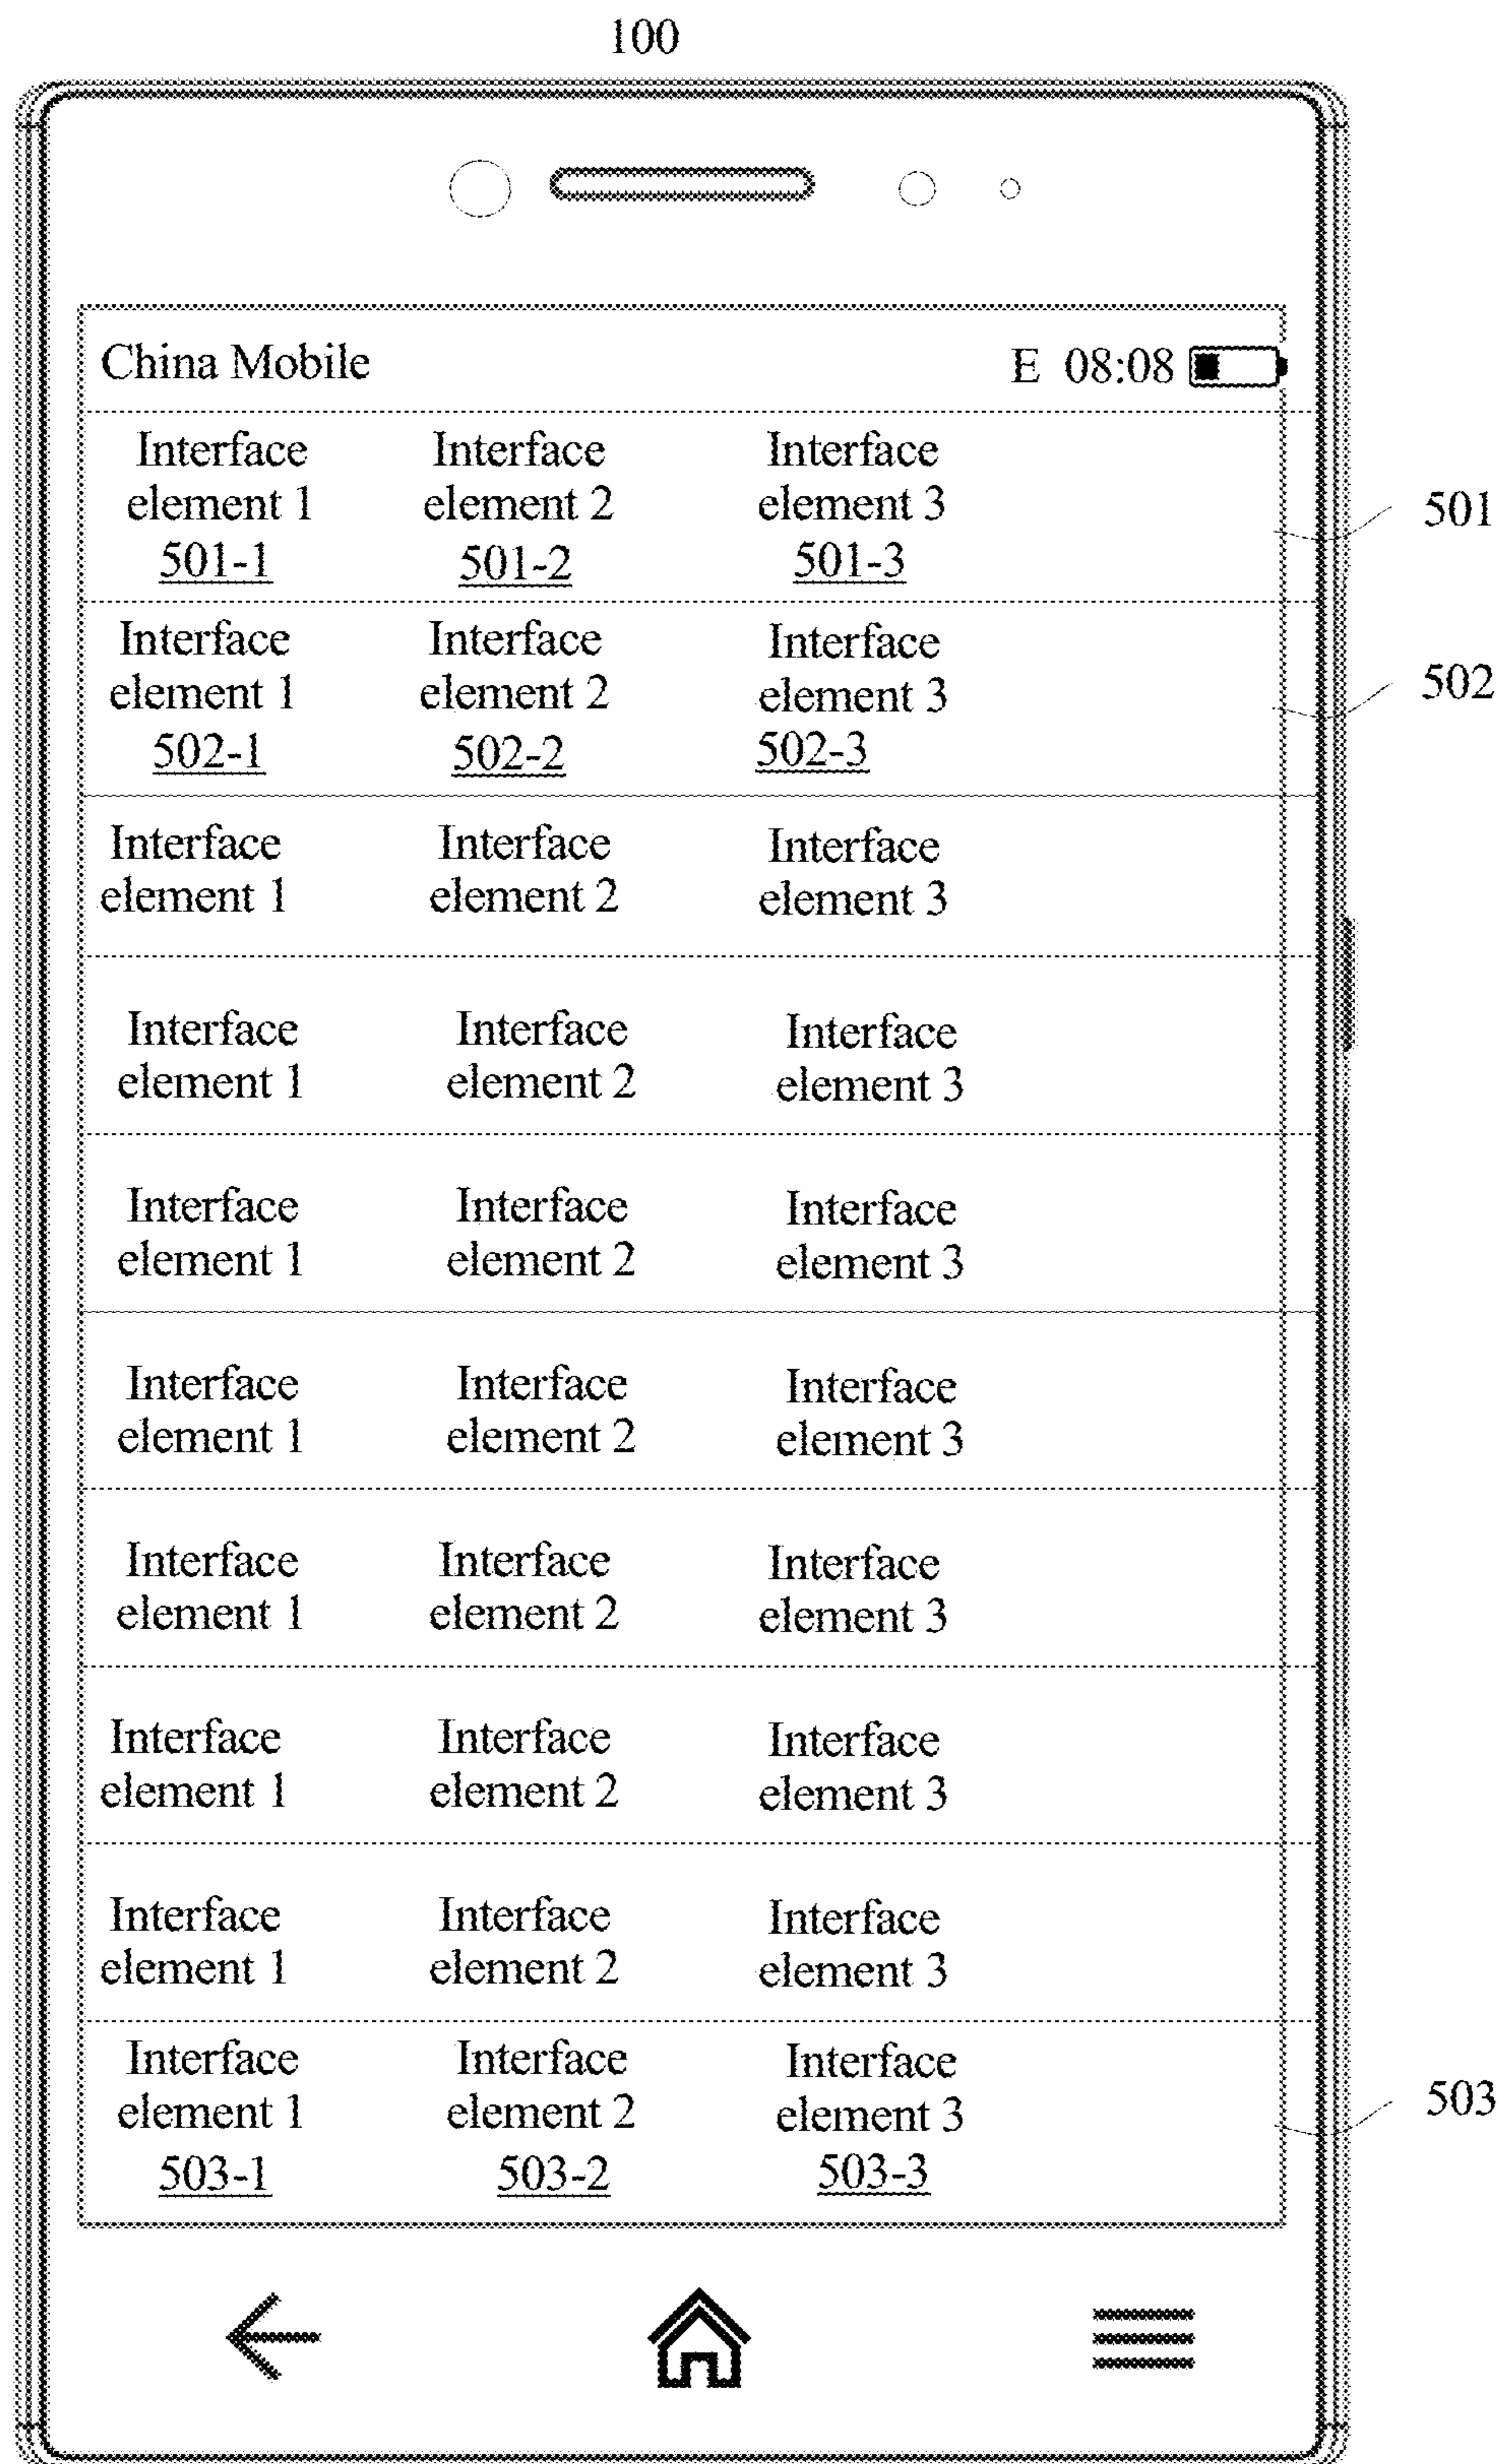 100
China Mobile E 08:08
Interface Interface Interface
element 1 element 2 element 3 501
501-1 501-2 501-3
Interface Interface Interface
element 1 element 2 element 3 502
502-1 502-2 502-3
Interface Interface Interface
element 1 element 2 element 3
Interface Interface Interface
element 1 element 2 element 3
Interface Interface Interface
element 1 element 2 element 3
Interface Interface Interface
element 1 element 2 element 3
Interface Interface Interface
element 1 element 2 element 3
Interface Interface Interface
element 1 element 2 element 3
Interface Interface Interface
element 1 element 2 element 3
Interface Interface Interface
element 1 element 2 element 3 503
503-1 503-2 503-3